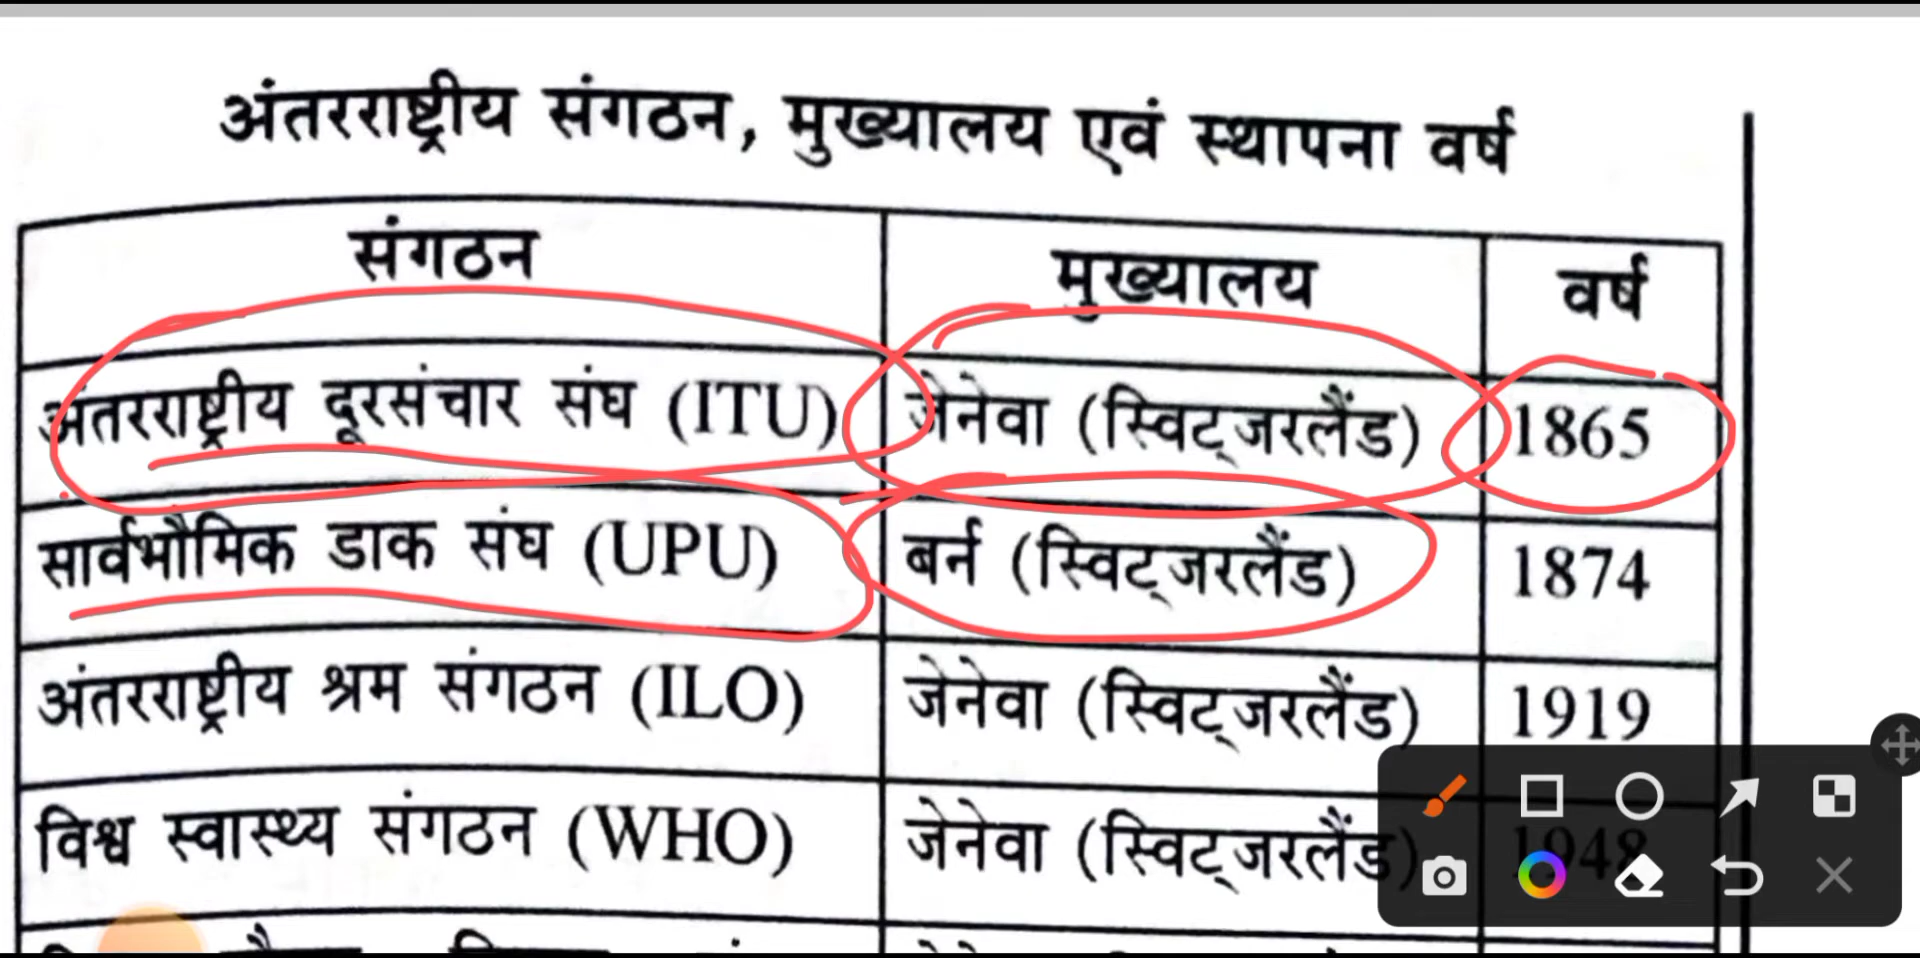 अंतरराष्ट्रीय संगठन, मुख्यालय एवं स्थापना वर्ष
संगठन मुख्यालय वर्ष
अंतरराष्ट्रीय दूरसंचार संघ (ITU) जेनेवा (स्विट्जरलैंड) 1865
सार्वभौमिक डाक संघ (UPU) बर्न (स्विट्जरलैंड) 1874
अंतरराष्ट्रीय श्रम संगठन (ILO) जेनेवा (स्विट्जरलैंड) 1919
विश्व स्वास्थ्य संगठन (WHO) जेनेवा (स्विट्जरलैंड) 1948